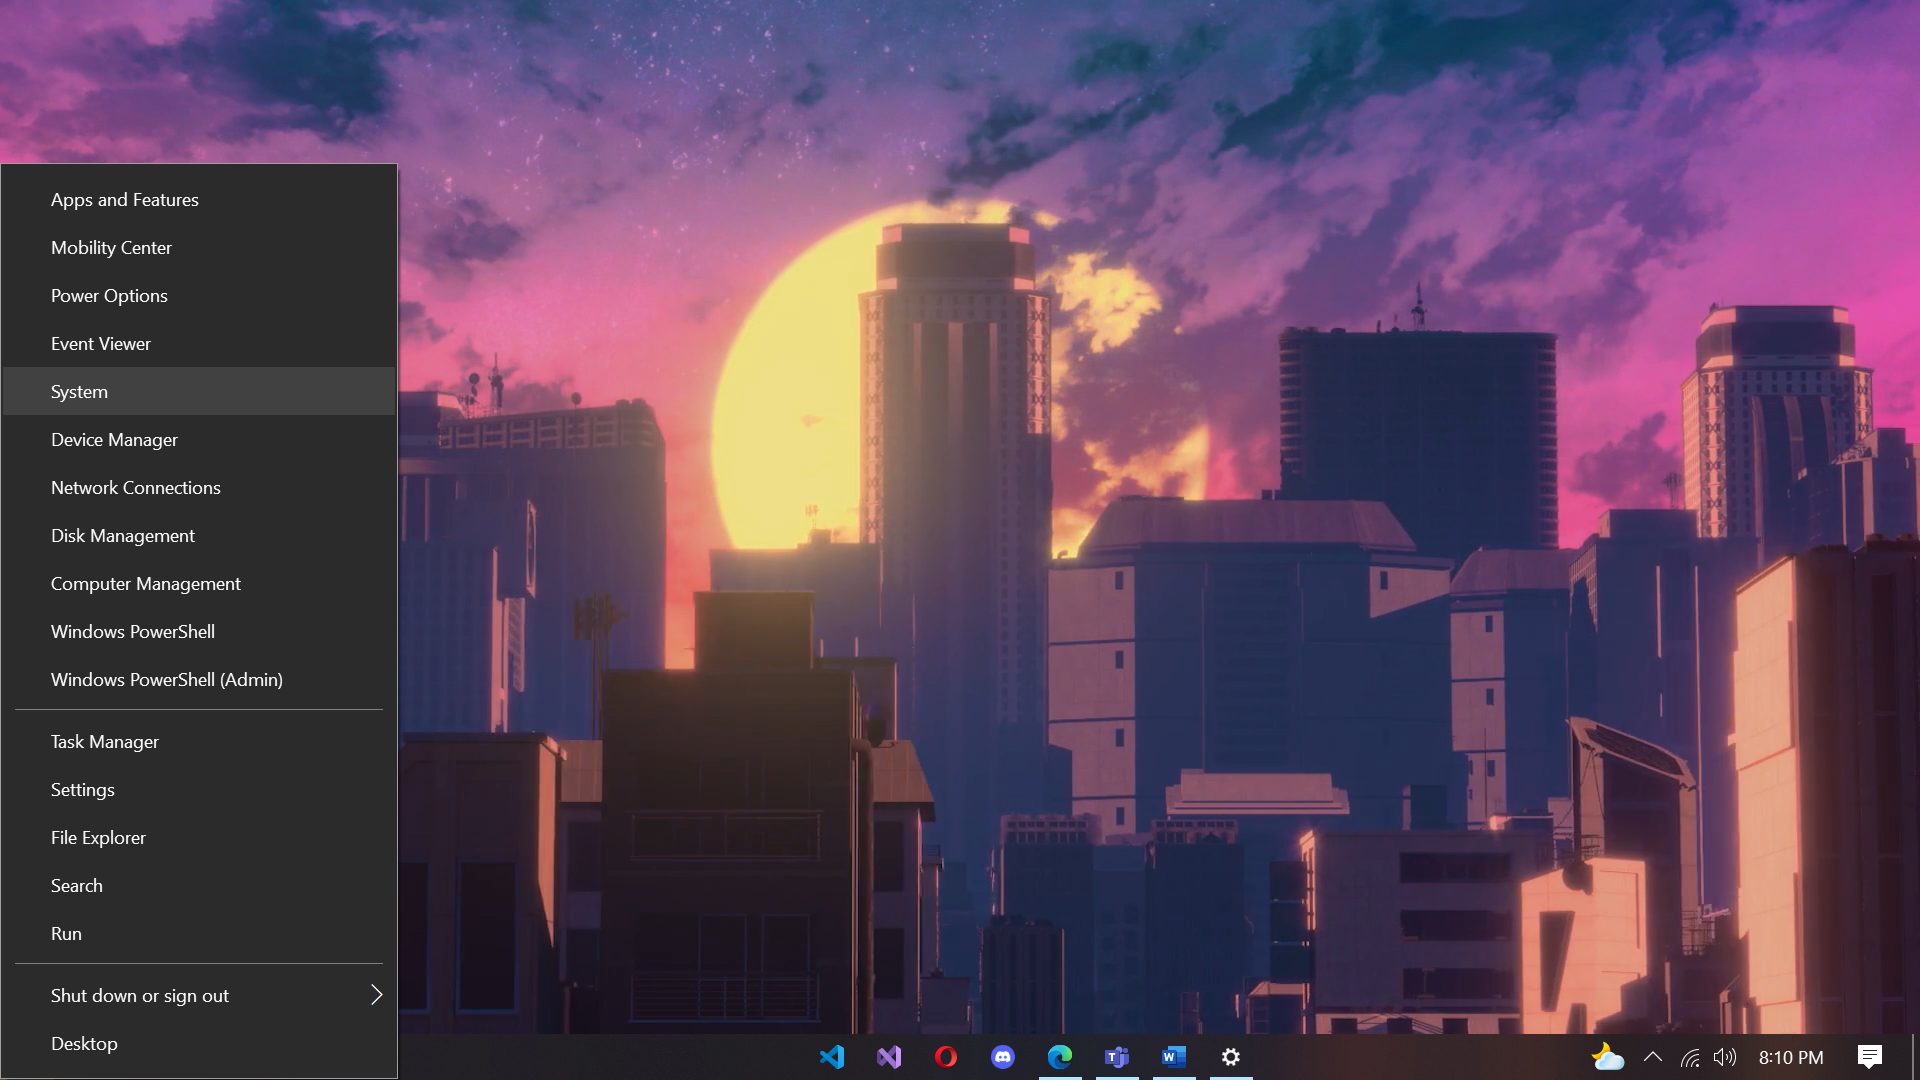 Apps and Features
Mobility Center
Power Options
Event Viewer
System
Device Manager
Network Connections
Disk Management
Computer Management
Windows PowerShell
Windows PowerShell (Admin)
Task Manager
Settings
File Explorer
Search
Run
Shut down or sign out
Desktop
8:10 PM